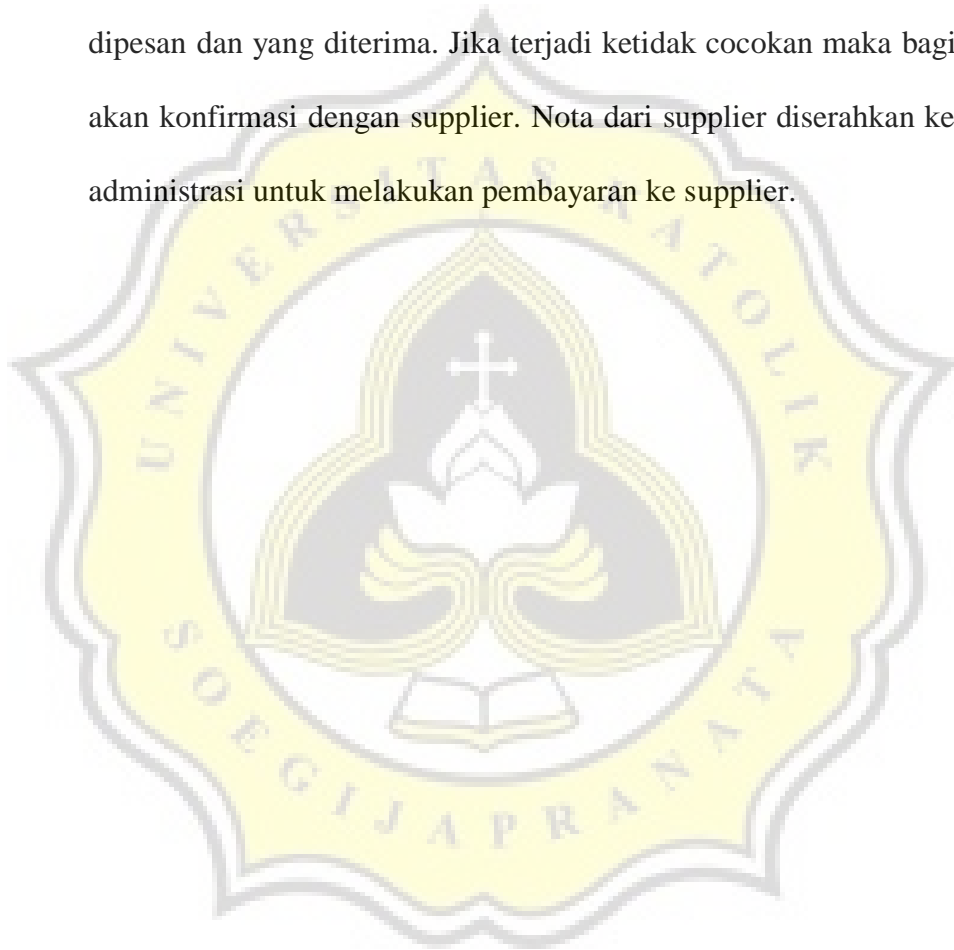 dipesan dan yang diterima. Jika terjadi ketidak cocokan maka bagi
akan konfirmasi dengan supplier. Nota dari supplier diserahkan ke
administrasi untuk melakukan pembayaran ke supplier.
UNIVERSITAS KATOLIK
SOEGIJAPRANATA